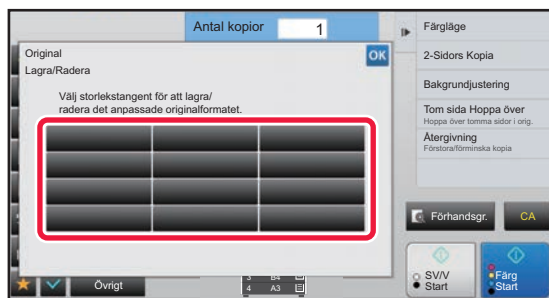 Antal kopior 1
Original
OK
Lagra/Radera
Välj storlekstangent för att lagra/
radera det anpassade originalformatet.
Färgläge
2-Sidors Kopia
Bakgrundjustering
Tom sida Hoppa över
Hoppa över tomma sidor i orig.
Återgivning
Förstora/förminska kopia
Förhandsgr.
CA
SV/V
Start
Färg
Start
Övrigt
3 B4
4 A3